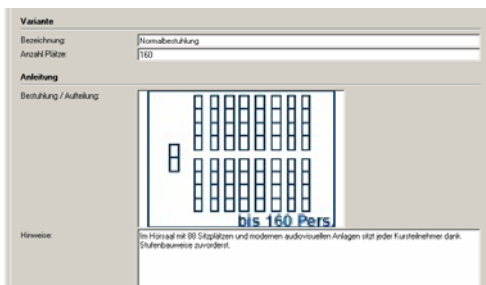 Variante
Bezeichnung: Normalbestuhlung
Anzahl Plätze: 160
Anleitung
Bestuhlung / Aufteilung:
bis 160 Pers.
Hinweise: Im Hörsaal mit 88 Sitzplätzen und modernen audiovisuellen Anlagen sitzt jeder Kursteilnehmer dank
Stufenbauweise zuvorderst.